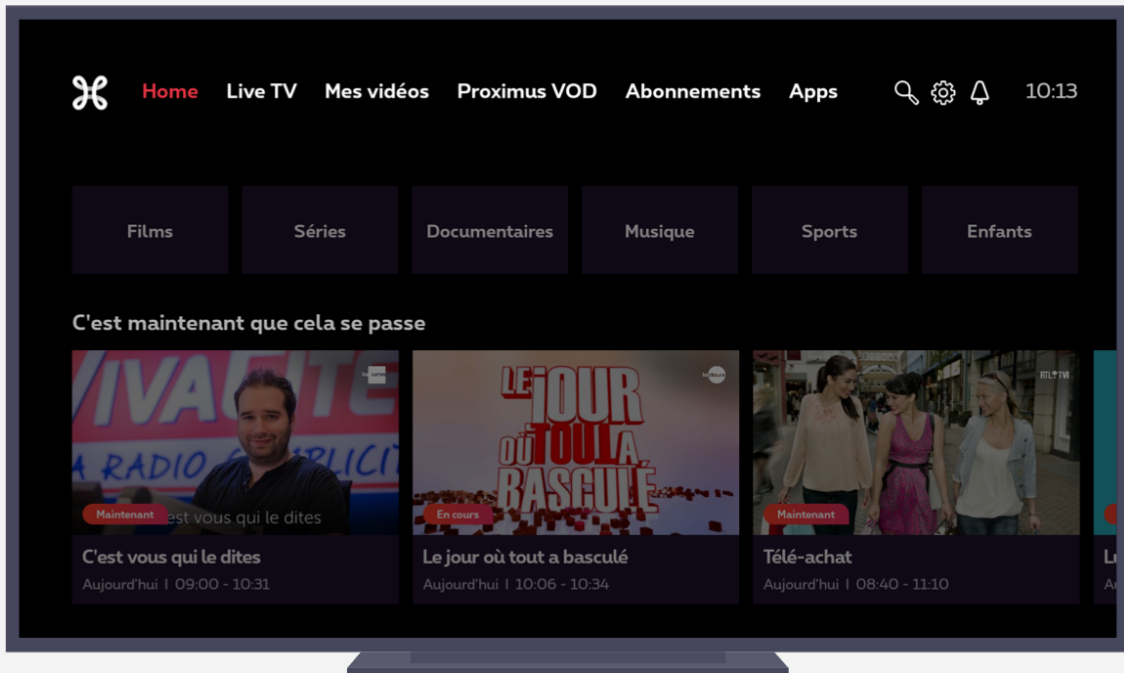 Home Live TV Mes vidéos Proximus VOD Abonnements Apps 10:13
Films Séries Documentaires Musique Sports Enfants
C'est maintenant que cela se passe
VIVACITE
LA RADIO COMPLICIT
Maintenant
est vous qui le dites
C'est vous qui le dites
Aujourd'hui | 09:00 - 10:31
LE JOUR
OÙ TOUT A
BASCULÉ
En cours
Le jour où tout a basculé
Aujourd'hui | 10:06 - 10:34
RTL TVI
Maintenant
Télé-achat
Aujourd'hui | 08:40 - 11:10